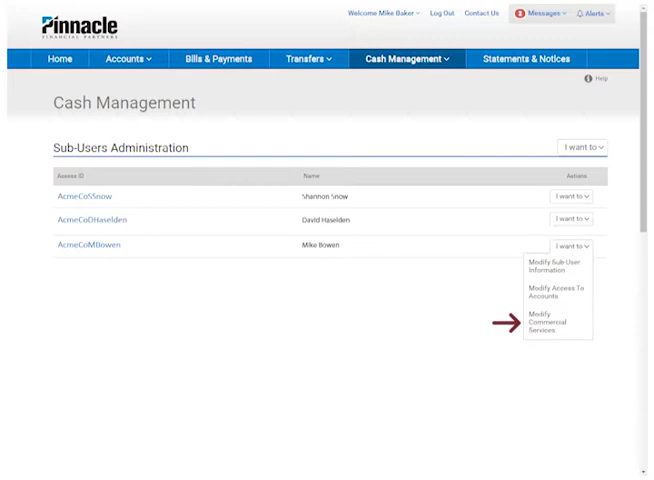 Pinnacle
FINANCIAL PARTNERS
Welcome Mike Baker
Log Out
Contact Us
Messages
Alerts
Home
Accounts
Bills & Payments
Transfers
Cash Management
Statements & Notices
Help
Cash Management
Sub-Users Administration
I want to
Access ID
Name
Actions
AcmeCoSSnow
Shannon Snow
I want to
AcmeCoDHaselden
David Haselden
I want to
AcmeCoMBowen
Mike Bowen
I want to
Modify Sub-User
Information
Modify Access To
Accounts
Modify
Commercial
Services